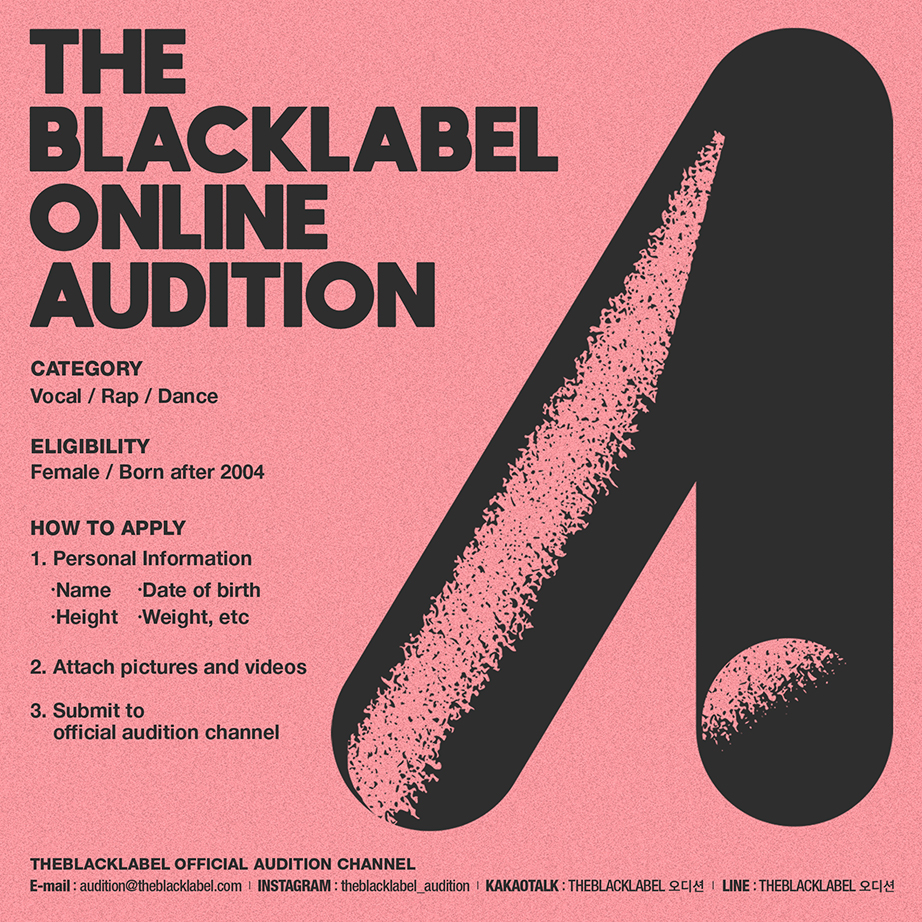 THE
BLACKLABEL
ONLINE
AUDITION
CATEGORY
Vocal / Rap / Dance
ELIGIBILITY
Female / Born after 2004
HOW TO APPLY
1. Personal Information
·Name ·Date of birth
·Height ·Weight, etc
2. Attach pictures and videos
3. Submit to
official audition channel
THEBLACKLABEL OFFICIAL AUDITION CHANNEL
E-mail : audition@theblacklabel.com | INSTAGRAM : theblacklabel_audition | KAKAOTALK : THEBLACKLABEL 오디션 | LINE : THEBLACKLABEL 오디션